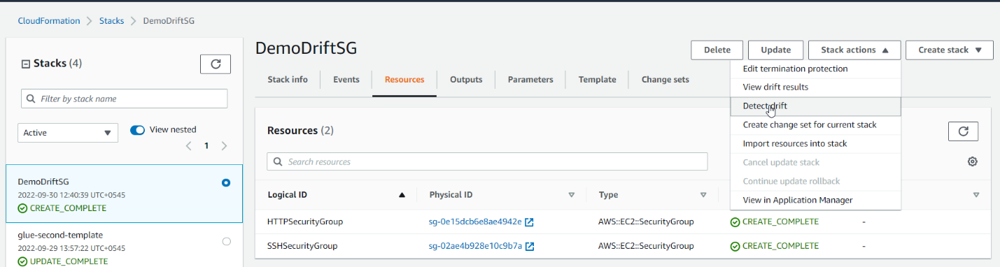 CloudFormation > Stacks > DemoDriftSG
Stacks (4)
Filter by stack name
Active
View nested
1
DemoDriftSG
2022-09-30 12:40:39 UTC+0545
CREATE_COMPLETE
glue-second-template
2022-09-29 13:57:22 UTC+0545
UPDATE_COMPLETE
DemoDriftSG
Delete Update Stack actions Create stack
Edit termination protection
View drift results
Detect drift
Create change set for current stack
Import resources into stack
Cancel update stack
Continue update rollback
View in Application Manager
Stack info Events Resources Outputs Parameters Template Change sets
Resources (2)
Search resources
Logical ID Physical ID Type
HTTPSecurityGroup sg-0e15dcb6e8ae4942e AWS::EC2::SecurityGroup CREATE_COMPLETE -
SSHSecurityGroup sg-02ae4b928e10c9b7a AWS::EC2::SecurityGroup CREATE_COMPLETE -